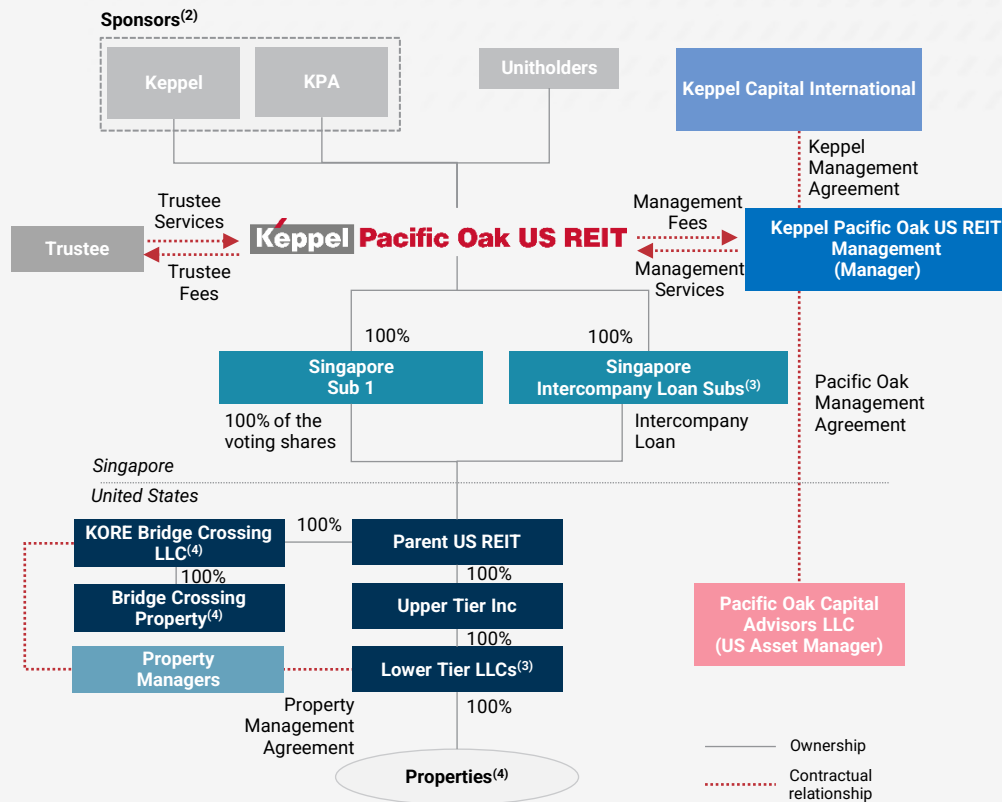 Sponsors(2)
Keppel
KPA
Unitholders
Keppel Capital International
Keppel
Management
Agreement
Trustee
Services
Trustee
Trustee
Fees
Keppel Pacific Oak US REIT
Management
Fees
Management
Services
Keppel Pacific Oak US REIT
Management
(Manager)
100%
100%
Singapore
Sub 1
Singapore
Intercompany Loan Subs(3)
100% of the
voting shares
Intercompany
Loan
Pacific Oak
Management
Agreement
Singapore
United States
KORE Bridge Crossing
LLC(4)
100%
Parent US REIT
100%
100%
Bridge Crossing
Property(4)
Upper Tier Inc
100%
Property
Managers
Lower Tier LLCs(3)
Pacific Oak Capital
Advisors LLC
(US Asset Manager)
Property
Management
Agreement
100%
Properties(4)
Ownership
Contractual
relationship